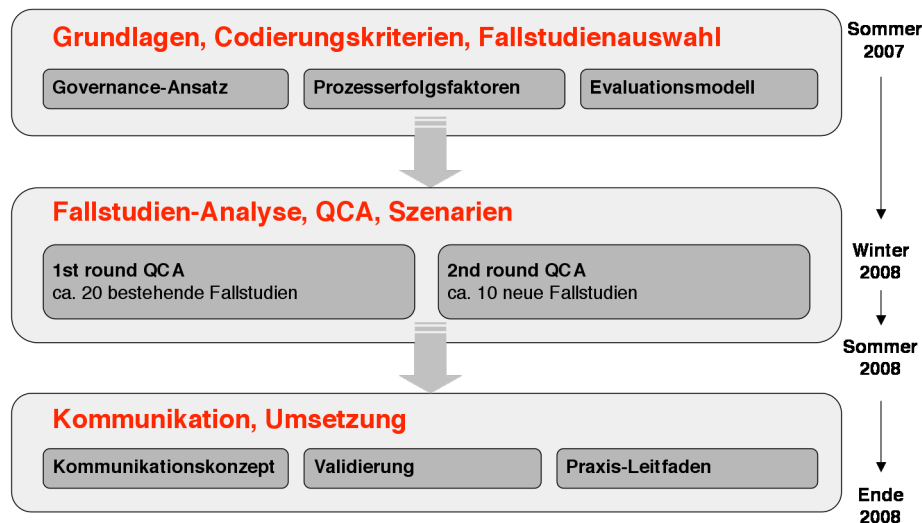 Grundlagen, Codierungskriterien, Fallstudienauswahl
Governance-Ansatz
Prozesserfolgsfaktoren
Evaluationsmodell
Sommer
2007
Fallstudien-Analyse, QCA, Szenarien
1st round QCA
ca. 20 bestehende Fallstudien
2nd round QCA
ca. 10 neue Fallstudien
Winter
2008
Sommer
2008
Kommunikation, Umsetzung
Kommunikationskonzept
Validierung
Praxis-Leitfaden
Ende
2008